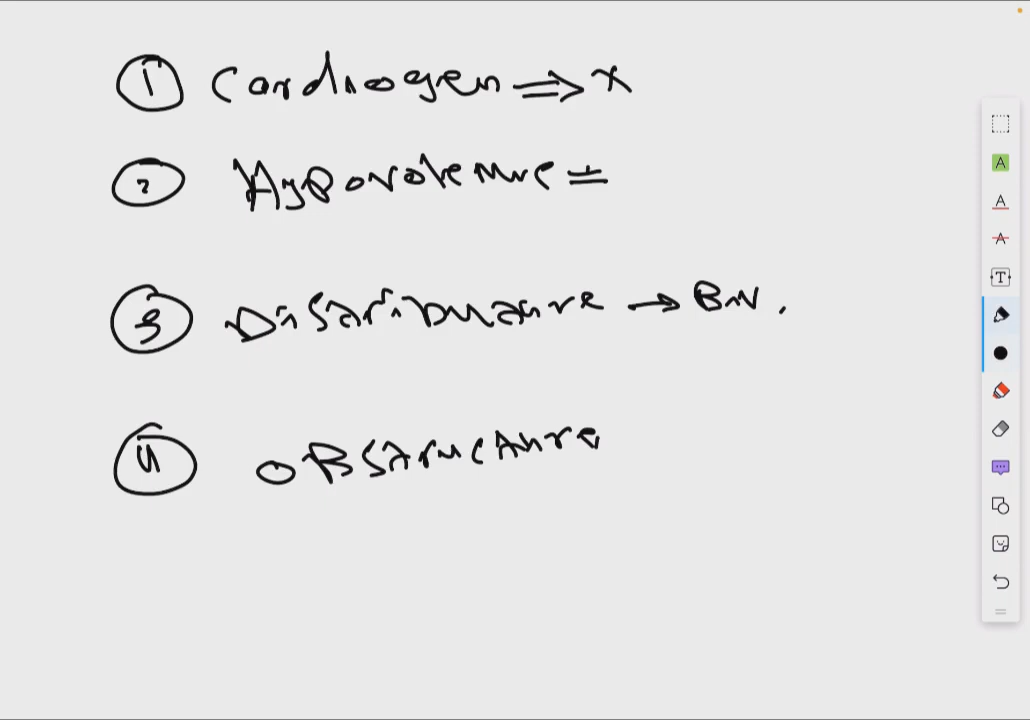 ① Cardiogen ⇒ x
② Hypovolemic =
③ Distributive → BN.
④ OBStructive